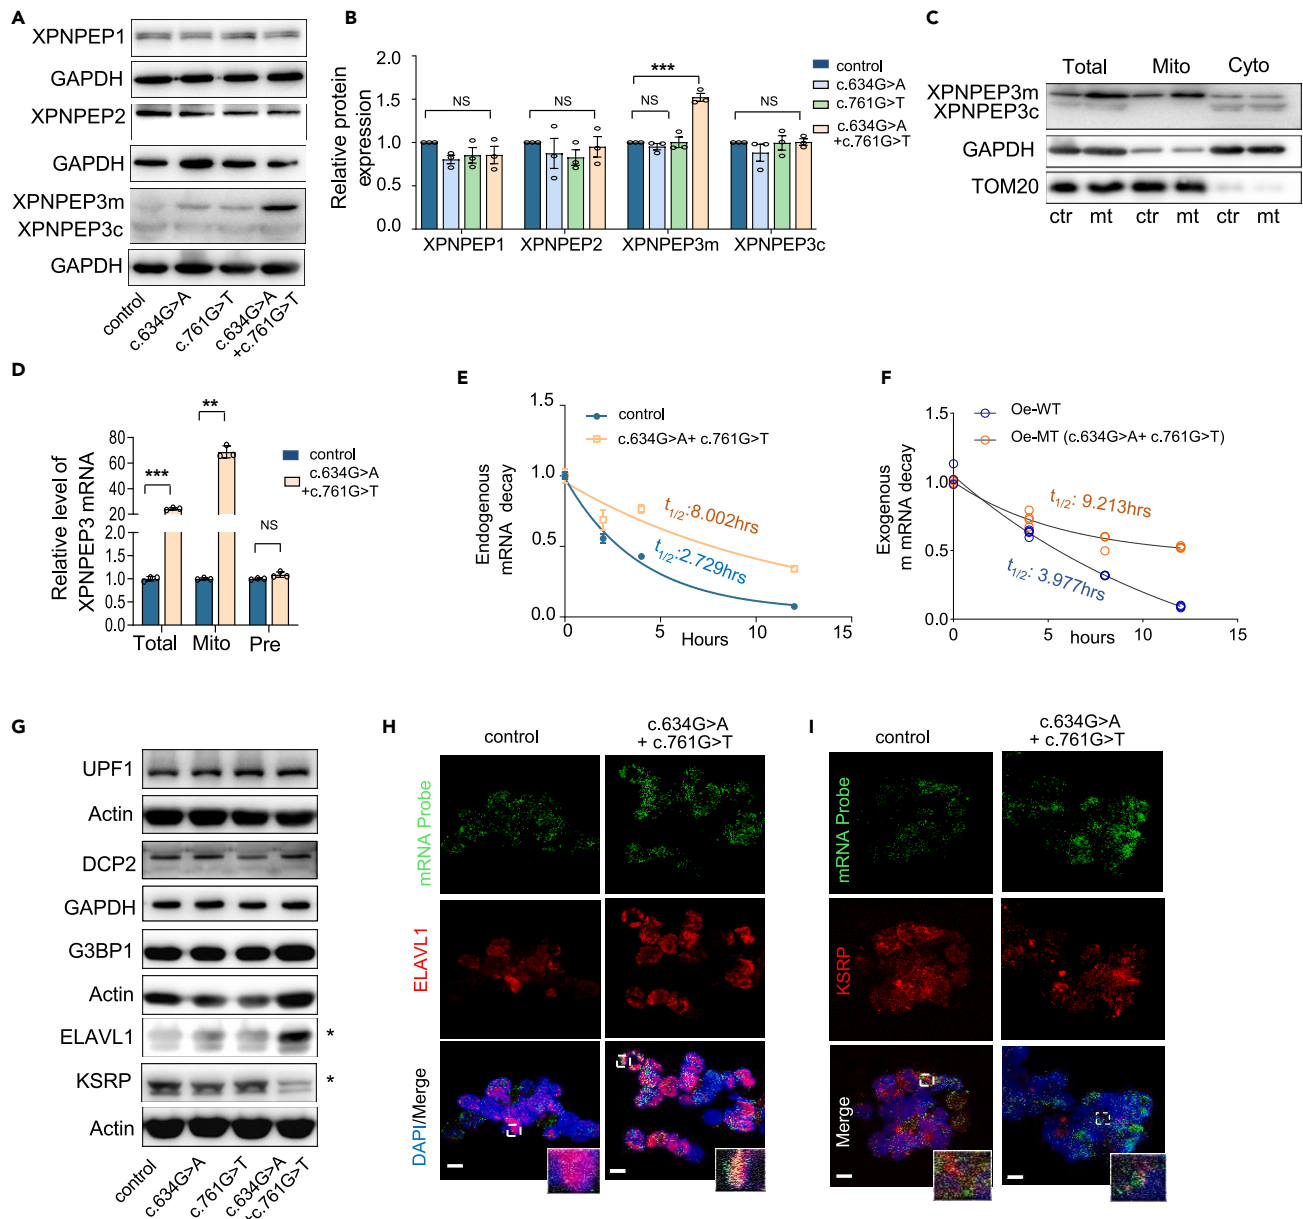 A
XPNPEP1
GAPDH
XPNPEP2
GAPDH
XPNPEP3m
XPNPEP3c
GAPDH
control
c.634G>A
c.761G>T
c.634G>A
+c.761G>T
B
Relative protein
expression
2.0
1.5
1.0
0.5
0.0
NS
NS
NS
***
NS
XPNPEP1
XPNPEP2
XPNPEP3m
XPNPEP3c
control
c.634G>A
c.761G>T
c.634G>A
+c.761G>T
C
Total
Mito
Cyto
XPNPEP3m
XPNPEP3c
GAPDH
TOM20
ctr
mt
ctr
mt
ctr
mt
D
Relative level of
XPNPEP3 mRNA
80
60
40
20
2.0
1.5
1.0
0.5
0.0
***
**
NS
Total
Mito
Pre
control
c.634G>A
+c.761G>T
E
Endogenous
mRNA decay
1.5
1.0
0.5
0.0
0
5
10
15
Hours
control
c.634G>A+ c.761G>T
t1/2:8.002hrs
t1/2:2.729hrs
F
Exogenous
mRNA decay
1.5
1.0
0.5
0.0
0
5
10
15
hours
Oe-WT
Oe-MT (c.634G>A+ c.761G>T)
t1/2: 9.213hrs
t1/2: 3.977hrs
G
UPF1
Actin
DCP2
GAPDH
G3BP1
Actin
ELAVL1
*
KSRP
*
Actin
control
c.634G>A
c.761G>T
c.634G>A
+c.761G>T
H
control
c.634G>A
+ c.761G>T
mRNA Probe
ELAVL1
DAPI/Merge
I
control
c.634G>A
+ c.761G>T
mRNA Probe
KSRP
Merge